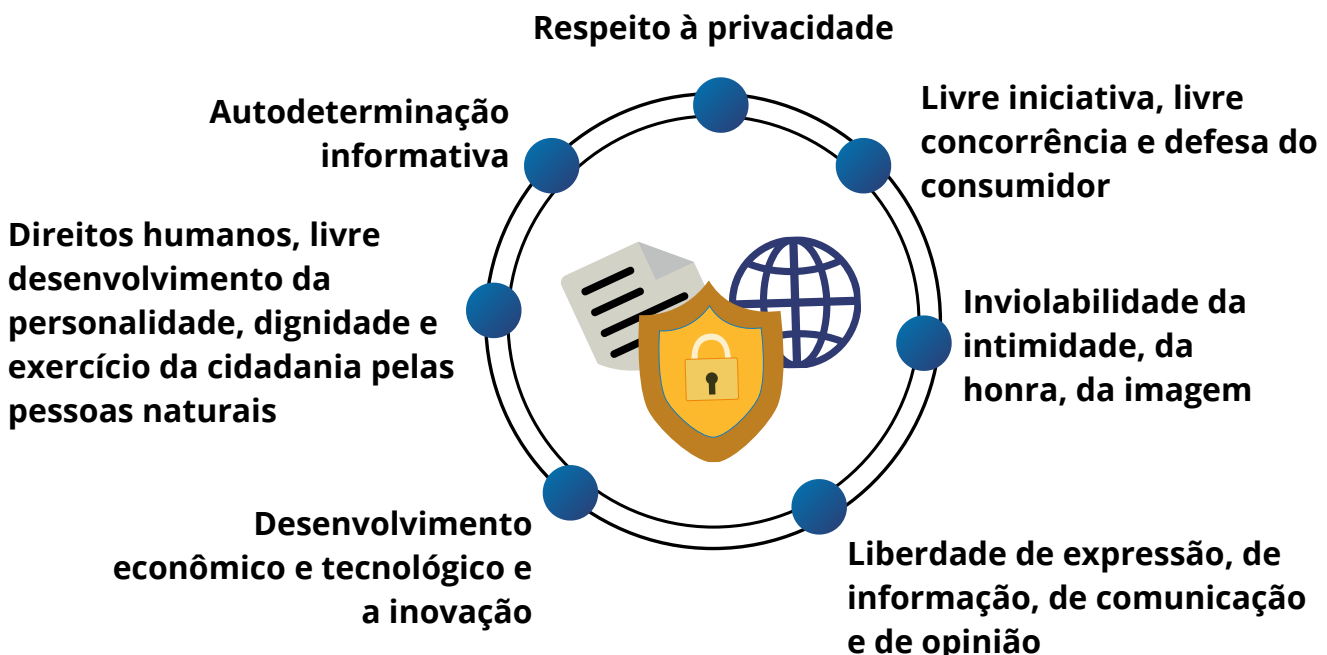 Respeito à privacidade
Livre iniciativa, livre
concorrência e defesa do
consumidor
Inviolabilidade da
intimidade, da
honra, da imagem
Liberdade de expressão, de
informação, de comunicação
e de opinião
Desenvolvimento
econômico e tecnológico e
a inovação
Direitos humanos, livre
desenvolvimento da
personalidade, dignidade e
exercício da cidadania pelas
pessoas naturais
Autodeterminação
informativa